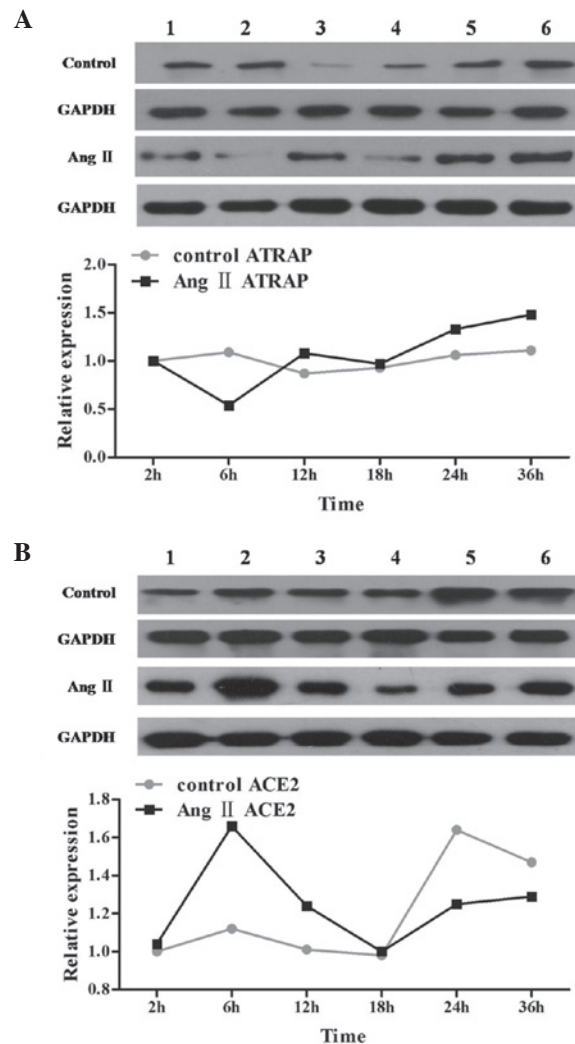 A
1 2 3 4 5 6
Control
GAPDH
Ang II
GAPDH
control ATRAP
Ang II ATRAP
2.0
1.5
1.0
0.5
0.0
Relative expression
2h 6h 12h 18h 24h 36h
Time
B
1 2 3 4 5 6
Control
GAPDH
Ang II
GAPDH
control ACE2
Ang II ACE2
1.8
1.6
1.4
1.2
1.0
0.8
Relative expression
2h 6h 12h 18h 24h 36h
Time